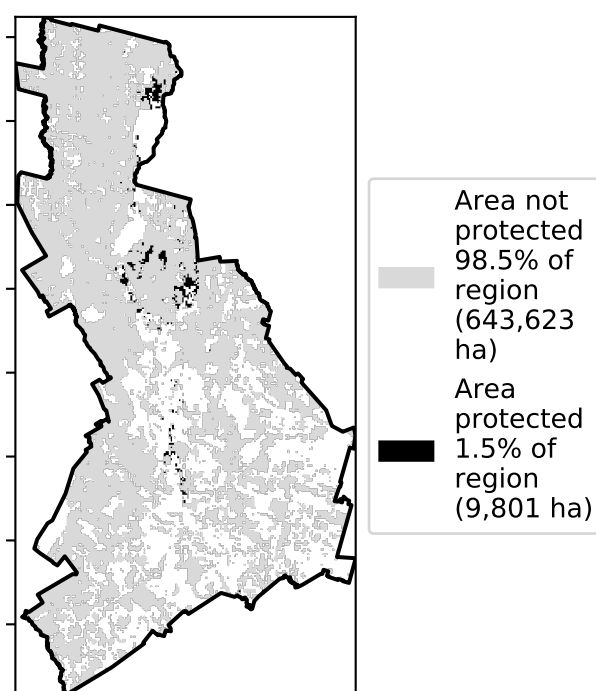 Area not
protected
98.5% of
region
(643,623
ha)
Area
protected
1.5% of
region
(9,801 ha)